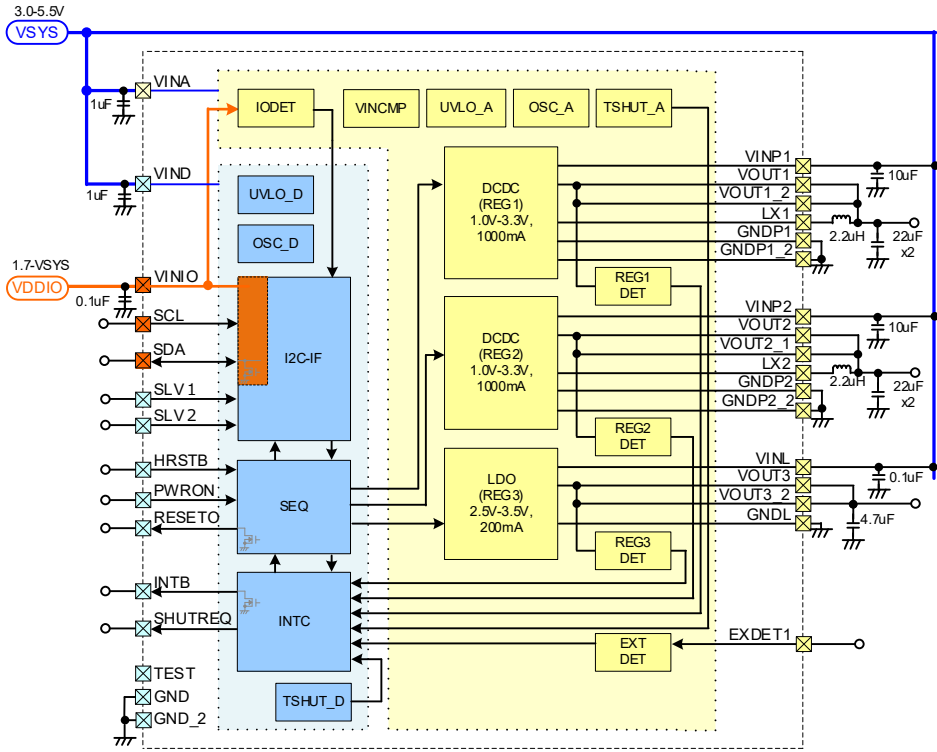 3.0-5.5V
VSYS
VINA
1uF
IODET
VINCMP
UVLO_A
OSC_A
TSHUT_A
VIND
1uF
UVLO_D
OSC_D
DCDC
(REG1)
1.0V-3.3V,
1000mA
VINP1
VOUT1
VOUT1_2
LX1
GNDP1
GNDP1_2
10uF
2.2uH
22uF
x2
REG1
DET
1.7-VSYS
VDDIO
VINIO
0.1uF
SCL
SDA
SLV1
SLV2
I2C-IF
DCDC
(REG2)
1.0V-3.3V,
1000mA
VINP2
VOUT2
VOUT2_1
LX2
GNDP2
GNDP2_2
10uF
2.2uH
22uF
x2
REG2
DET
HRSTB
PWRON
RESETO
SEQ
LDO
(REG3)
2.5V-3.5V,
200mA
VINL
VOUT3
VOUT3_2
GNDL
0.1uF
4.7uF
REG3
DET
INTB
SHUTREQ
INTC
EXT
DET
EXDET1
TEST
GND
GND_2
TSHUT_D